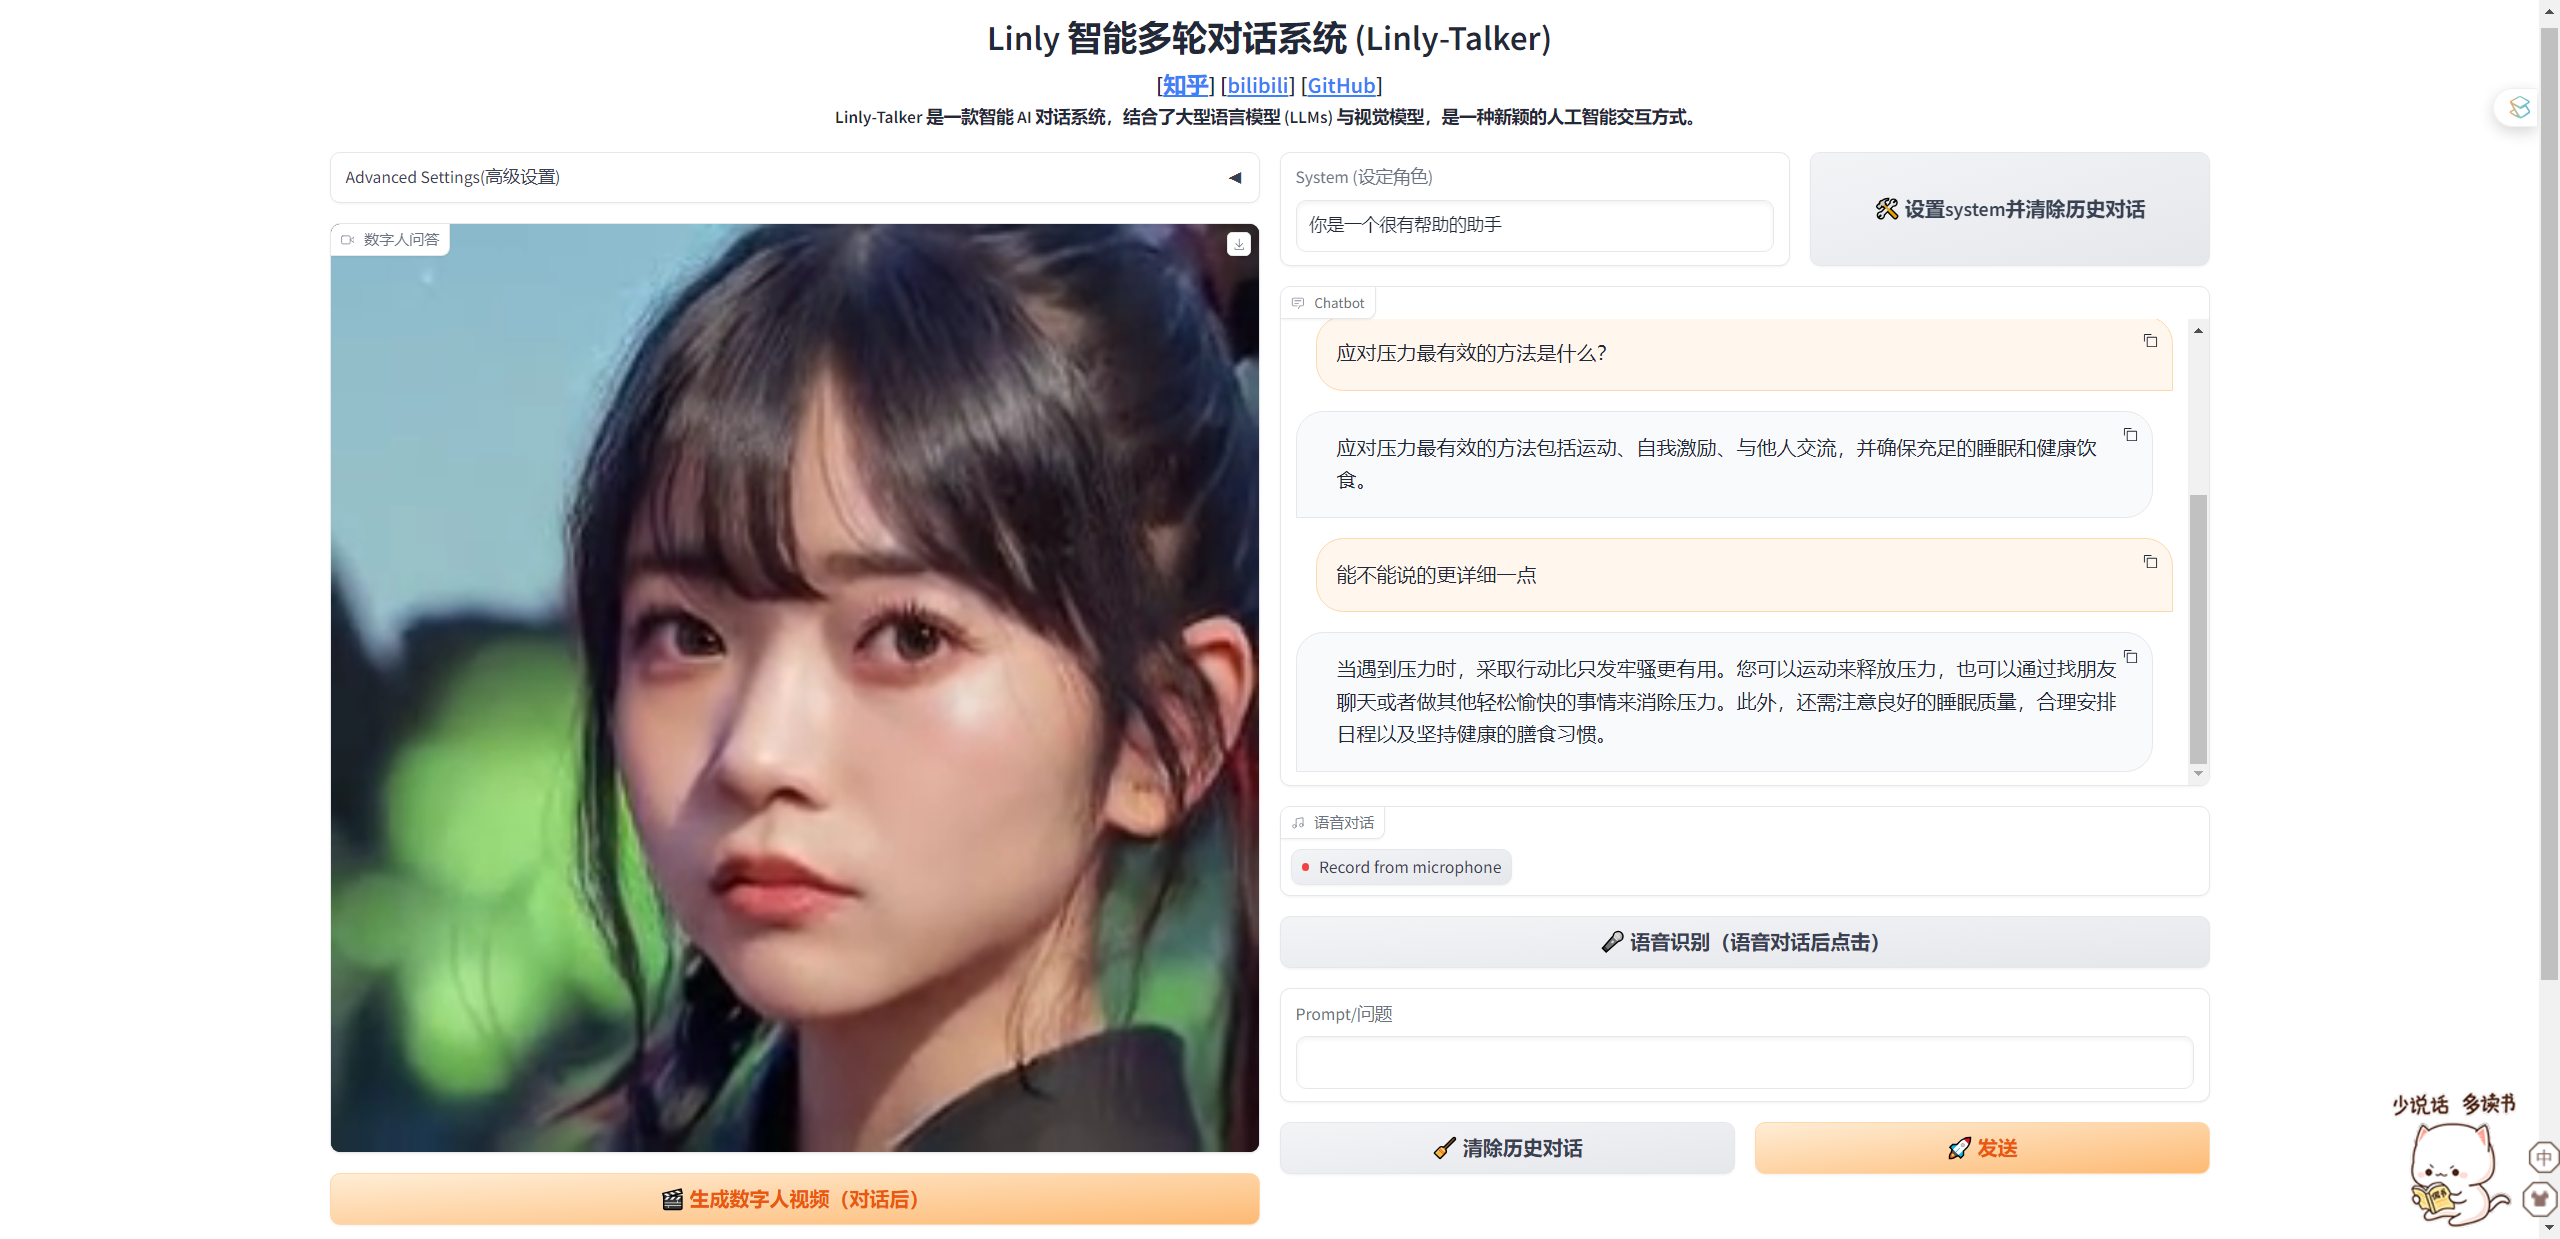 Linly 智能多轮对话系统 (Linly-Talker)
[知乎] [bilibili] [GitHub]
Linly-Talker 是一款智能 AI 对话系统，结合了大型语言模型 (LLMs) 与视觉模型，是一种新颖的人工智能交互方式。
Advanced Settings(高级设置)
数字人问答
🎬 生成数字人视频（对话后）
System (设定角色)
你是一个很有帮助的助手
🛠️ 设置system并清除历史对话
Chatbot
应对压力最有效的方法是什么？
应对压力最有效的方法包括运动、自我激励、与他人交流，并确保充足的睡眠和健康饮
食。
能不能说的更详细一点
当遇到压力时，采取行动比只发牢骚更有用。您可以运动来释放压力，也可以通过找朋友
聊天或者做其他轻松愉快的事情来消除压力。此外，还需注意良好的睡眠质量，合理安排
日程以及坚持健康的膳食习惯。
语音对话
Record from microphone
🎤 语音识别（语音对话后点击）
Prompt/问题
🧹 清除历史对话
🚀 发送
少说话 多读书
中